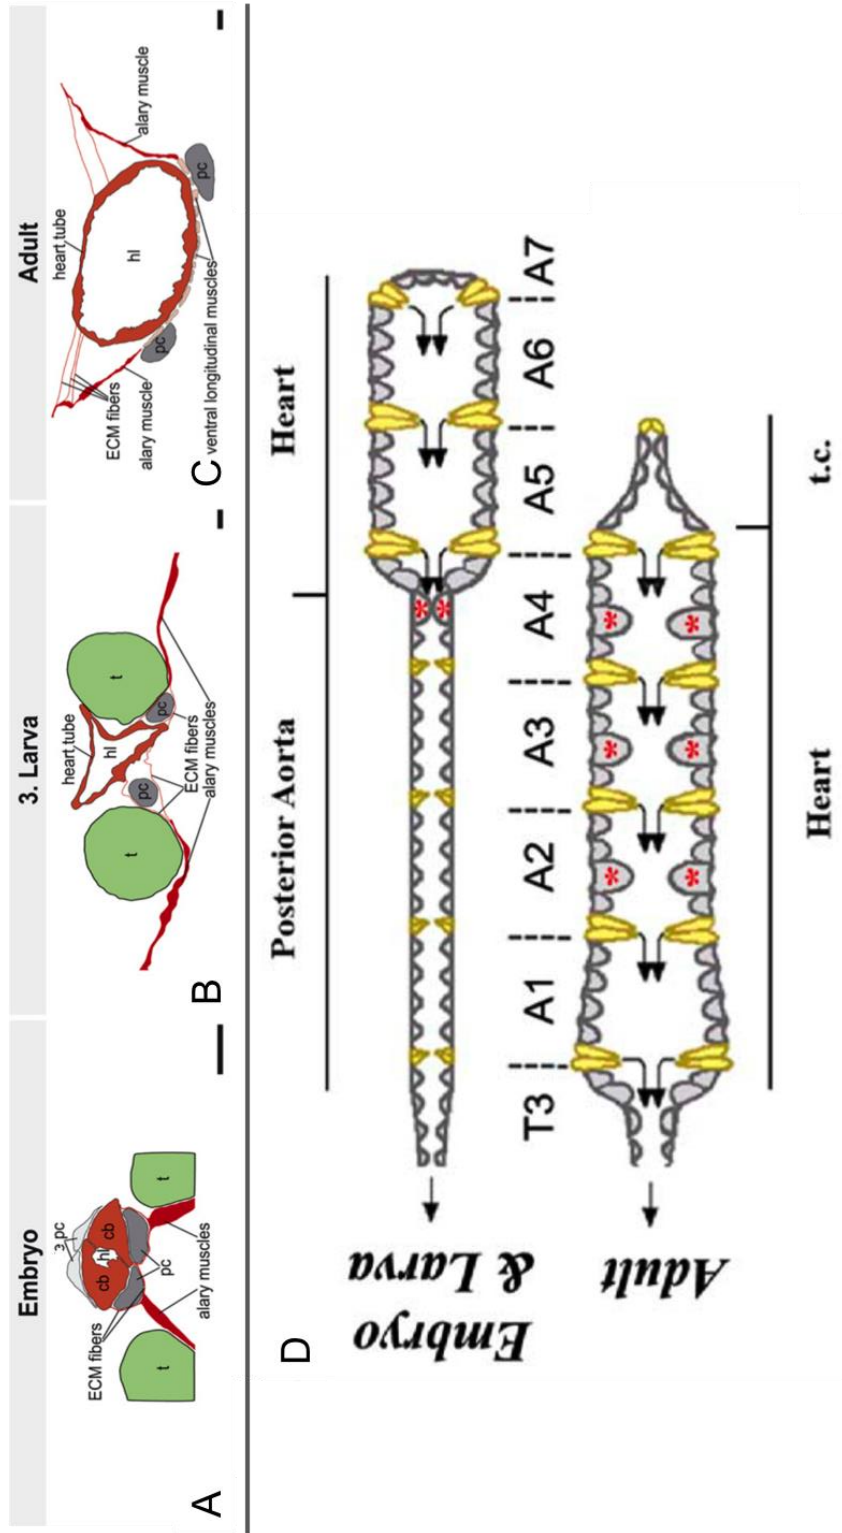 Embryo
3 pc
cb
hl
cb
ECM fibers
t
t
pc
alary muscles
A
3. Larva
heart tube
hl
t
t
pc
pc
ECM fibers
alary muscles
B
Adult
heart tube
alary muscle
hl
pc
pc
ECM fibers
alary muscle
ventral longitudinal muscles
C
D
Posterior Aorta
Heart
Embryo
& Larva
*
*
T3
A1
A2
A3
A4
A5
A6
A7
Adult
*
*
*
*
*
*
Heart
t.c.